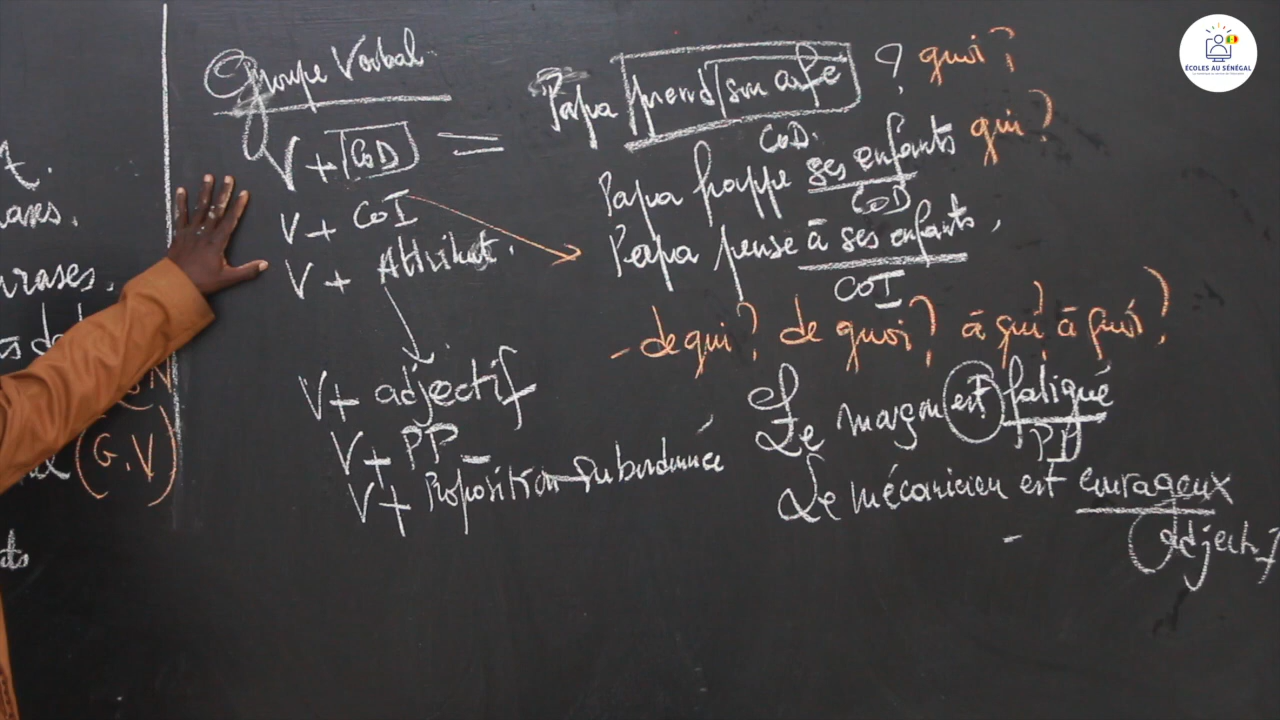 Groupe Verbal
V + COD =
V + COI
V + Attribut.
V + adjectif
V + PP
V + Proposition Subordonnée
Papa prend son café ? quoi ?
COD.
Papa frappe ses enfants qui ?
COD
Papa pense à ses enfants,
COI
- de qui ? de quoi ? à qui ? à quoi ?
Le maçon est fatigué
PP
Le mécanicien est courageux
adjectif
phrases.
(G.V)
ÉCOLES AU SÉNÉGAL